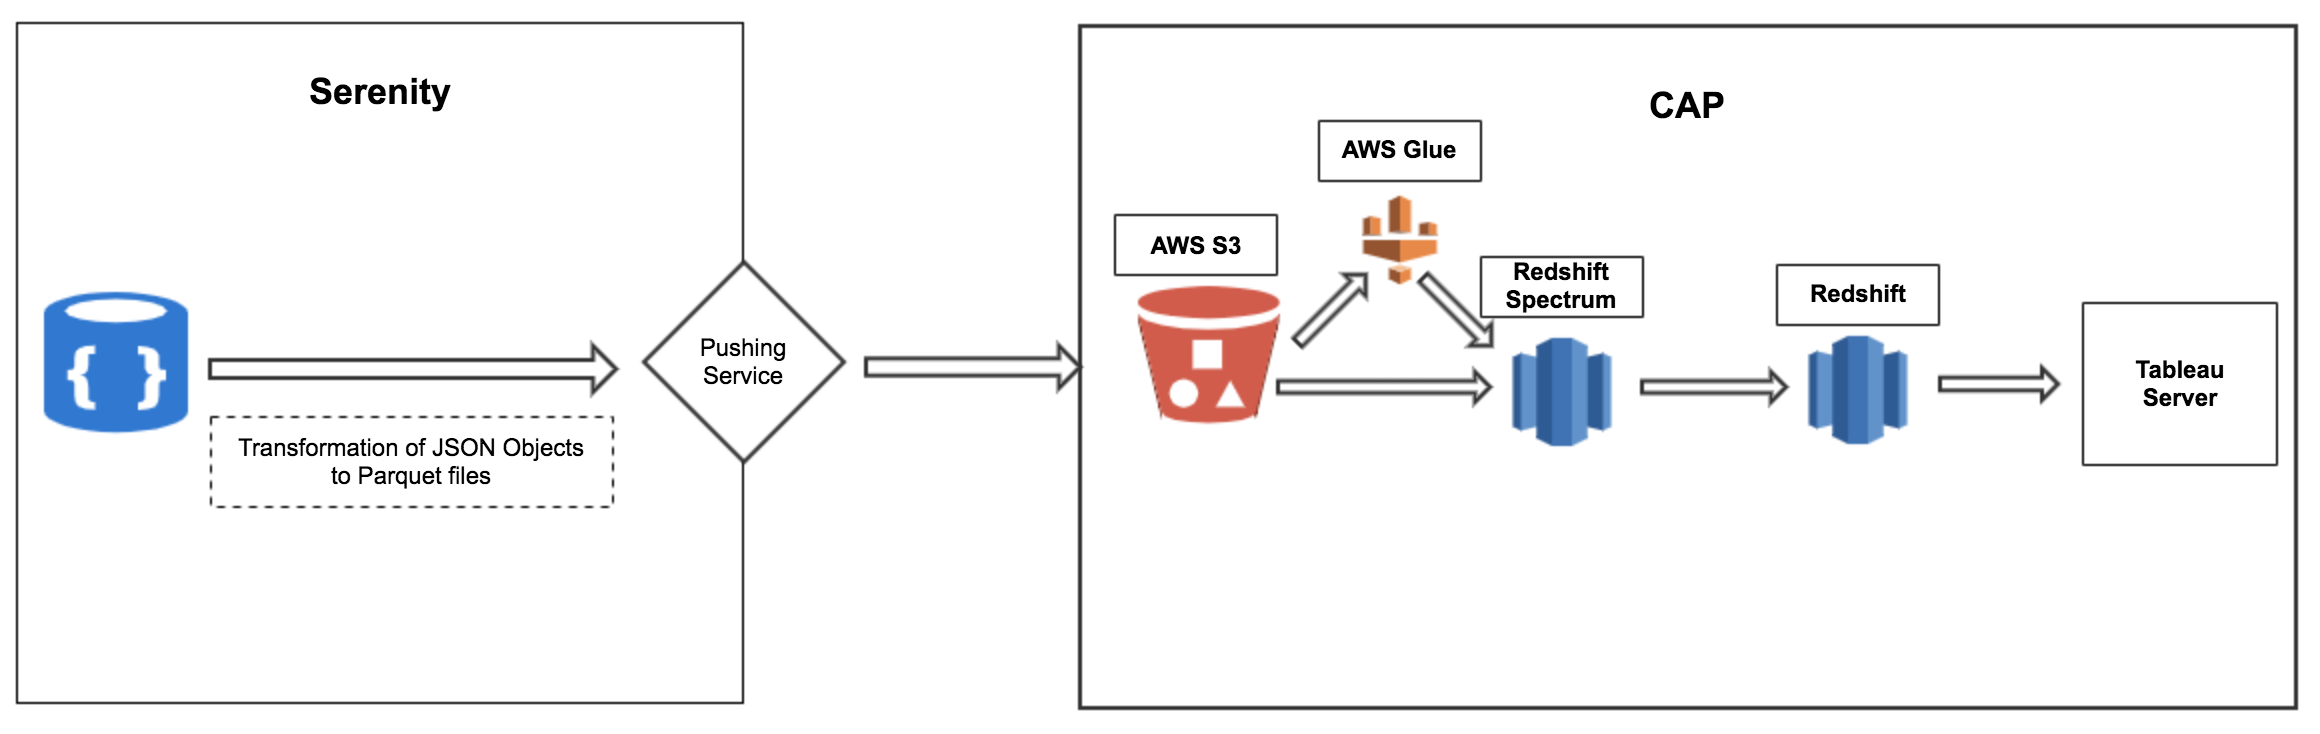 Serenity
{ }
Transformation of JSON Objects
to Parquet files
Pushing
Service
CAP
AWS Glue
AWS S3
Redshift
Spectrum
Redshift
Tableau
Server